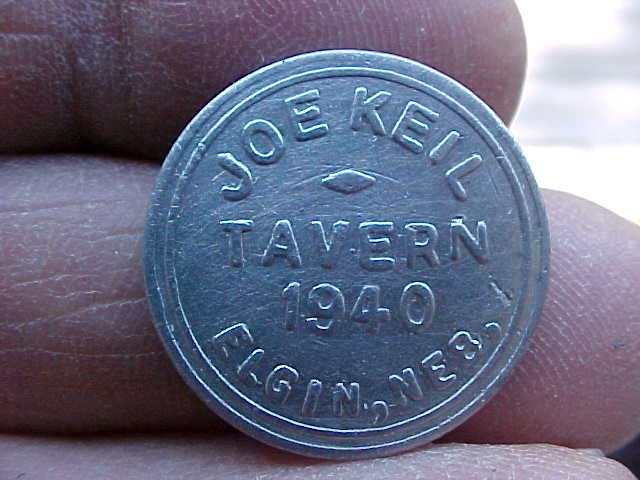 JOE KEIL
TAVERN
1940
ELGIN, NEB.